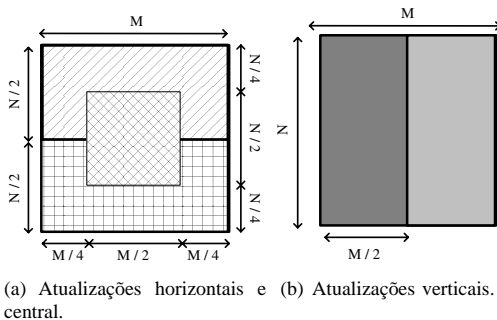 M
M
N / 2
N / 2
N / 4
N / 2
N / 4
N
M / 4
M / 2
M / 4
M / 2
(a) Atualizações horizontais e
central.
(b) Atualizações verticais.